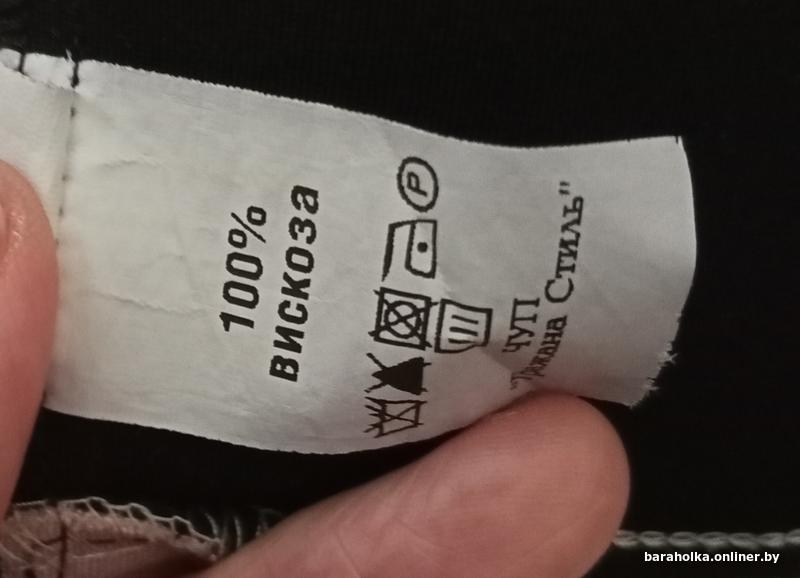 100%
вискоза
P
ЧУП
Стиль"
baraholka.onliner.by